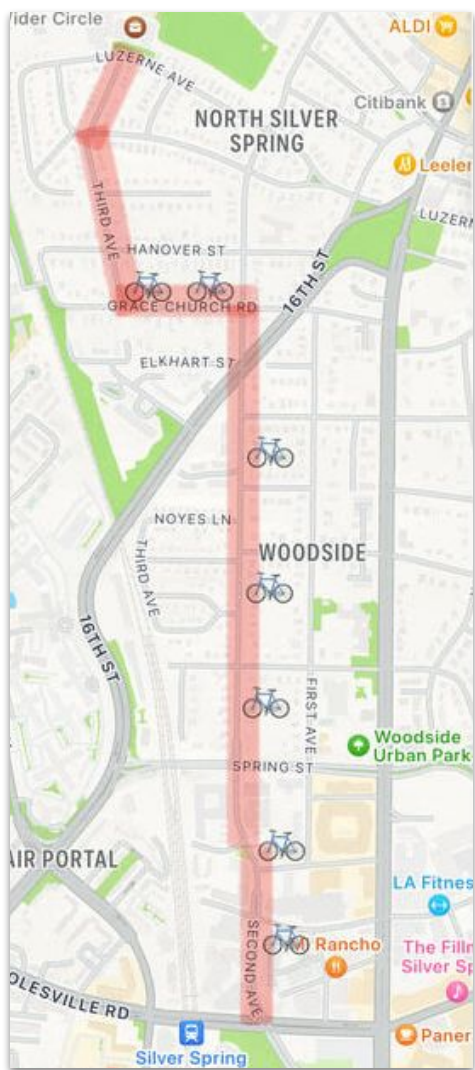 ider Circle
ALDI
LUZERNE AVE
Citibank
NORTH SILVER
SPRING
Leeler
LUZERN
THIRD AVE
HANOVER ST
16TH ST
GRACE CHURCH RD
ELKHART ST
NOYES LN
WOODSIDE
THIRD AVE
16TH ST
FIRST AVE
Woodside
Urban Park
SPRING ST
AIR PORTAL
LA Fitnes
SECOND AVE
Rancho
The Fillm
Silver Sp
OLESVILLE RD
Paner
Silver Spring